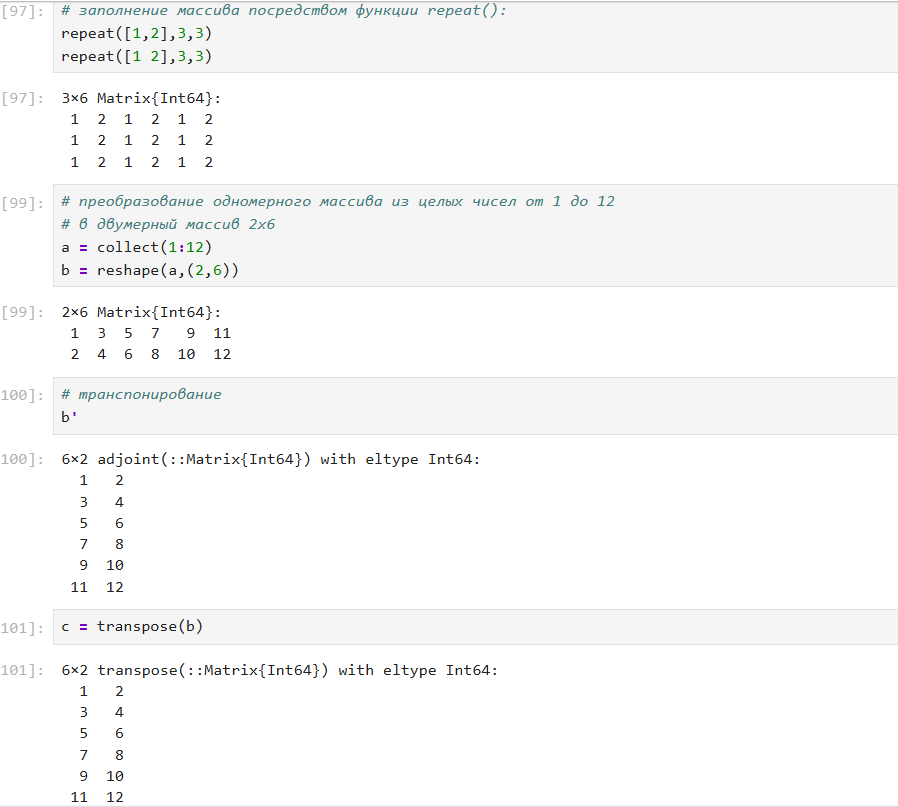 [97]: # заполнение массива посредством функции repeat():
repeat([1,2],3,3)
repeat([1 2],3,3)
[97]: 3×6 Matrix{Int64}:
1 2 1 2 1 2
1 2 1 2 1 2
1 2 1 2 1 2
[99]: # преобразование одномерного массива из целых чисел от 1 до 12
# в двумерный массив 2x6
a = collect(1:12)
b = reshape(a,(2,6))
[99]: 2×6 Matrix{Int64}:
1 3 5 7 9 11
2 4 6 8 10 12
100]: # транспонирование
b'
100]: 6×2 adjoint(::Matrix{Int64}) with eltype Int64:
1 2
3 4
5 6
7 8
9 10
11 12
101]: c = transpose(b)
101]: 6×2 transpose(::Matrix{Int64}) with eltype Int64:
1 2
3 4
5 6
7 8
9 10
11 12